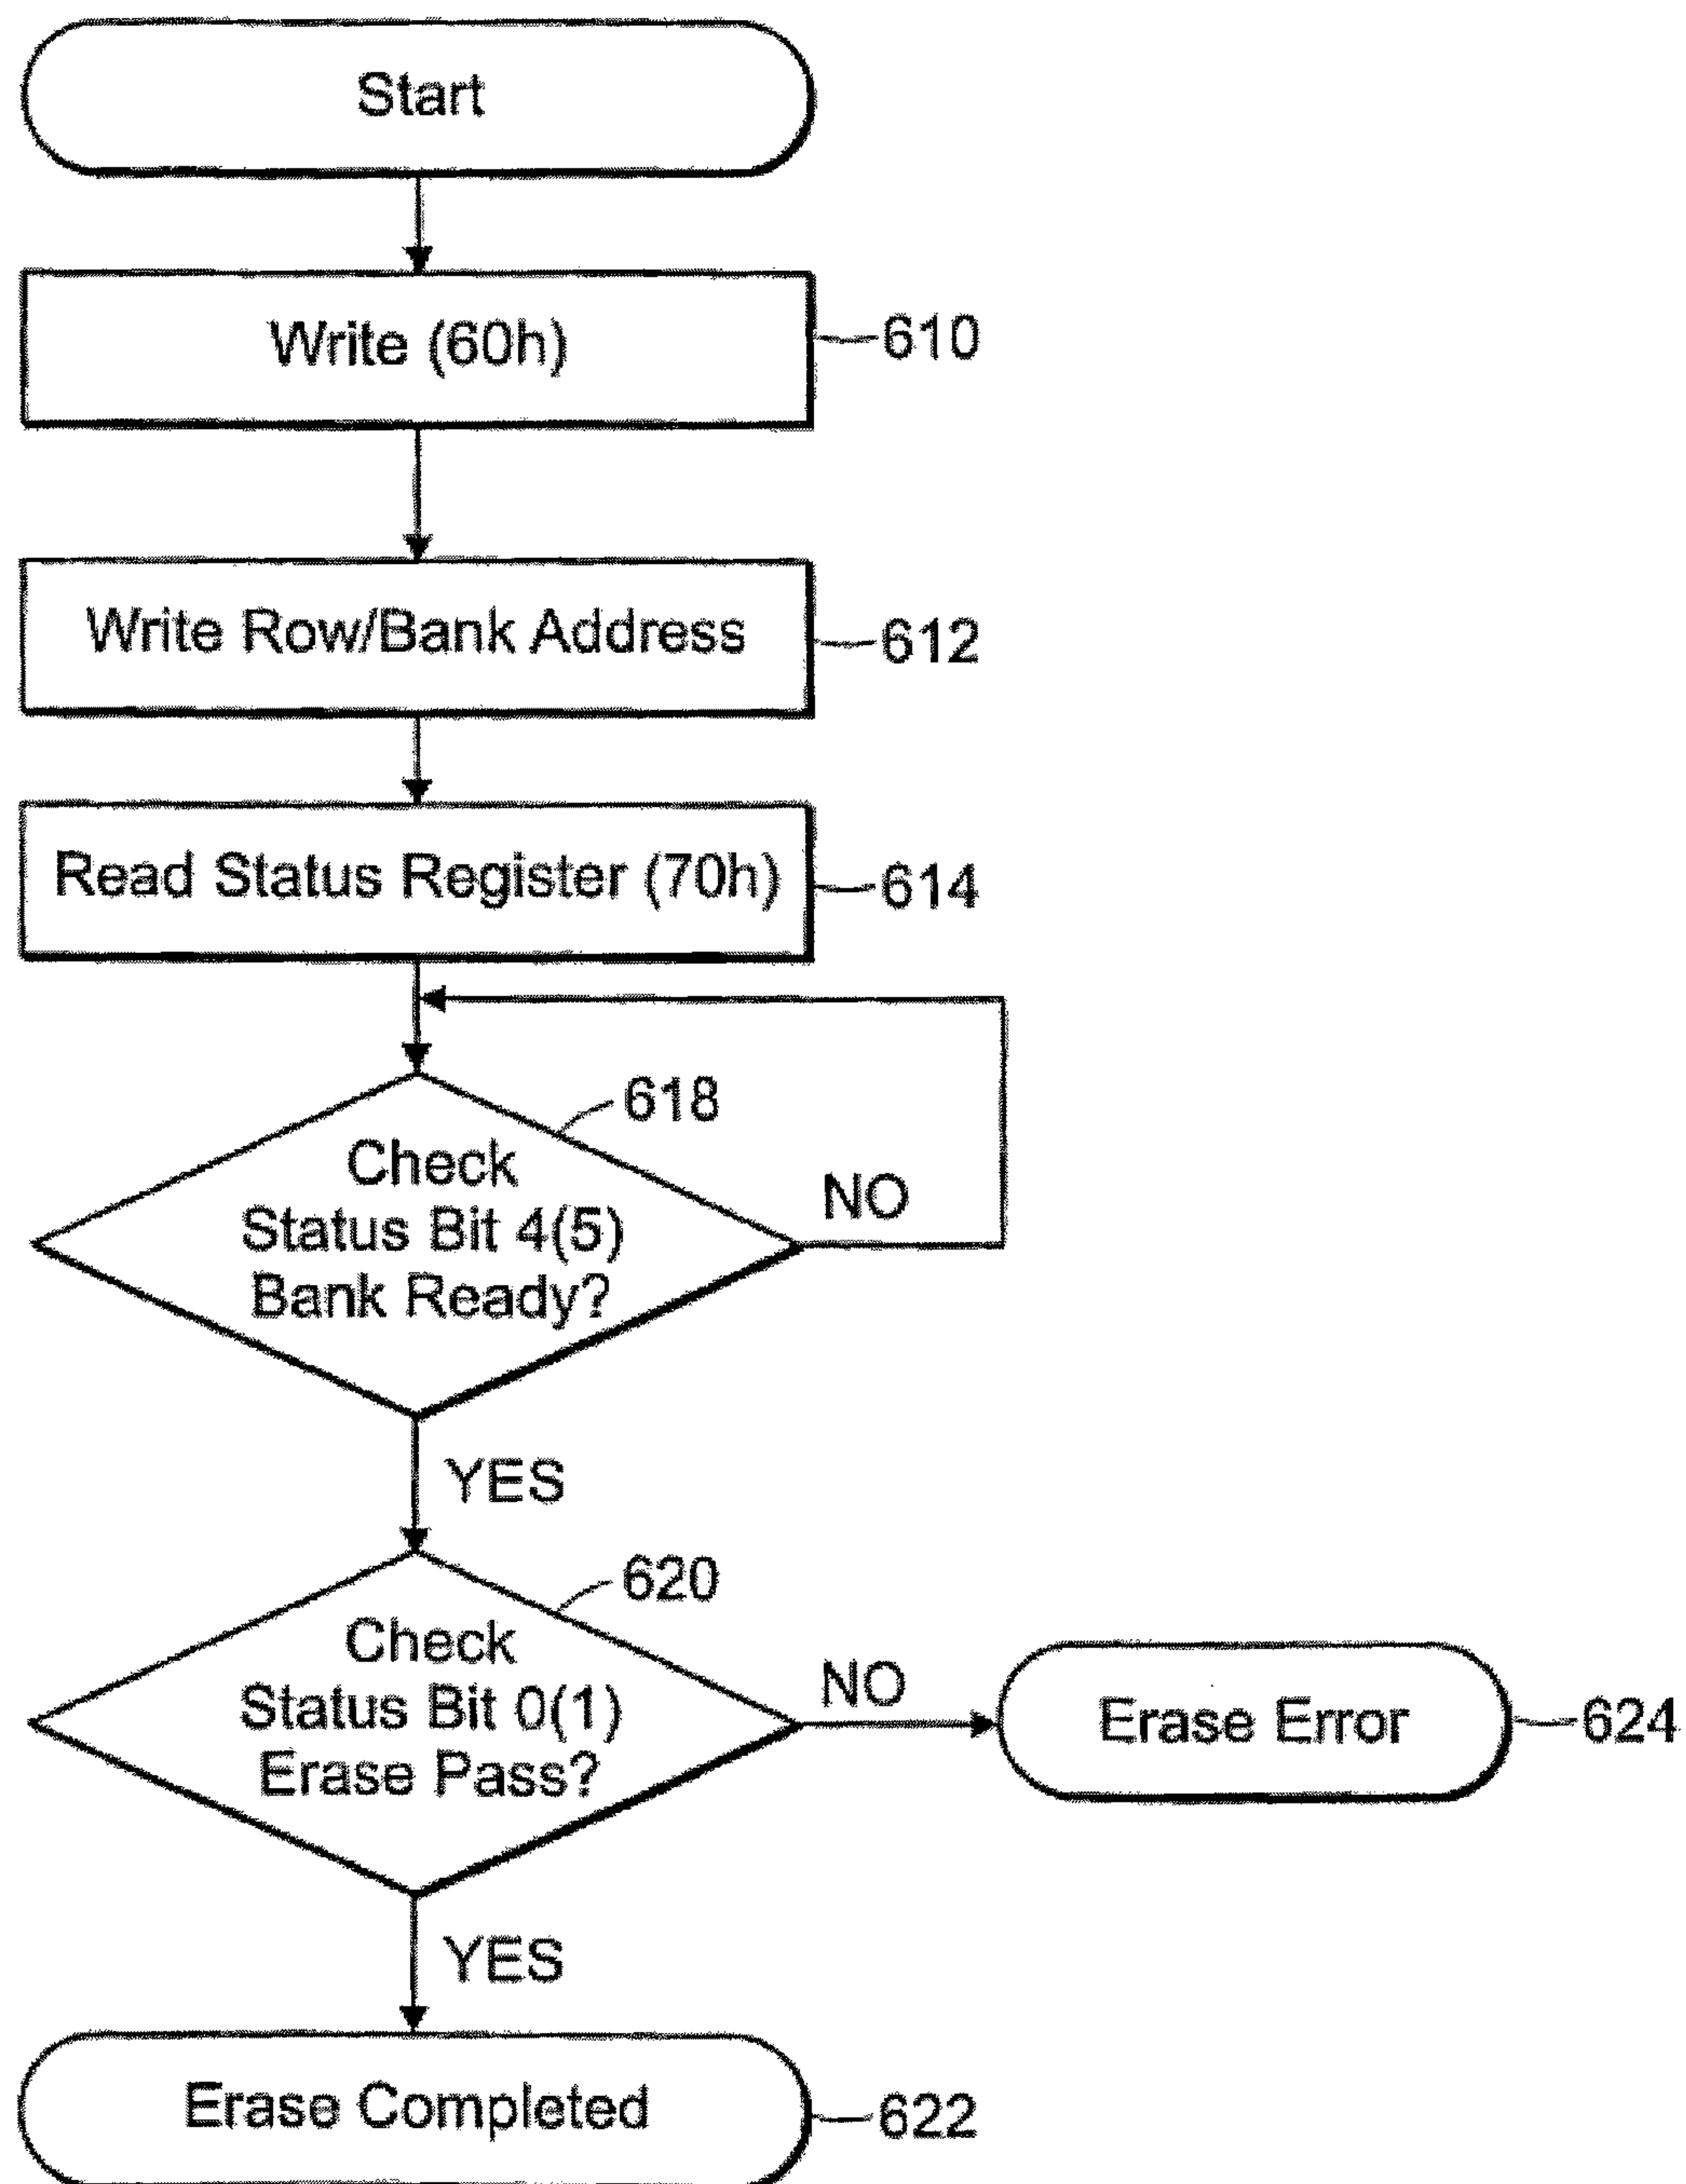 Start
Write (60h)
610
Write Row/Bank Address
612
Read Status Register (70h)
614
618
Check
Status Bit 4(5)
Bank Ready?
NO
YES
620
Check
Status Bit 0(1)
Erase Pass?
NO
Erase Error
624
YES
Erase Completed
622